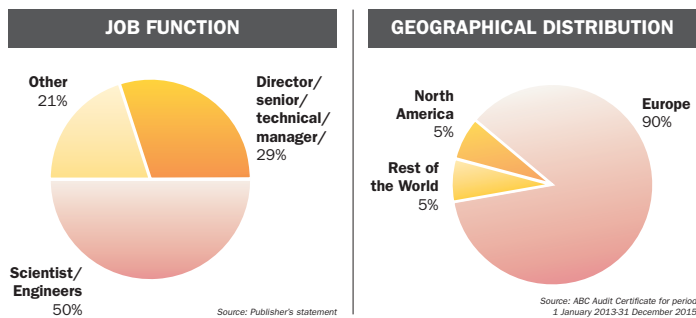 JOB FUNCTION
Other
21%
Director/
senior/
technical/
manager/
29%
Scientist/
Engineers
50%
Source: Publisher's statement
GEOGRAPHICAL DISTRIBUTION
North
America
5%
Europe
90%
Rest of
the World
5%
Source: ABC Audit Certificate for period
1 January 2013-31 December 2015